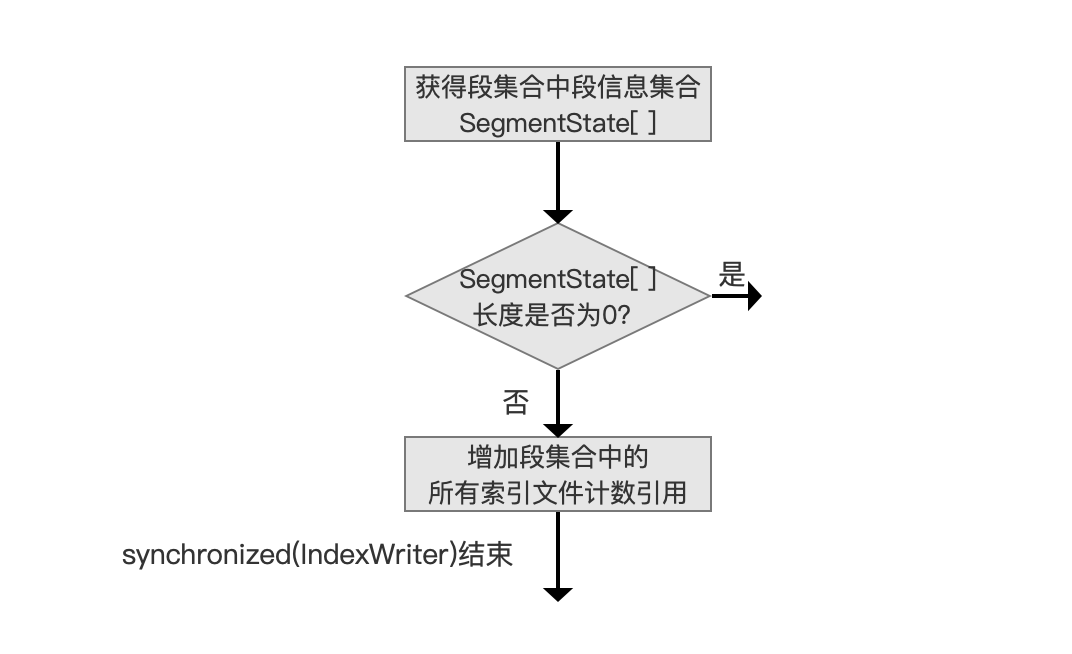 获得段集合中段信息集合
SegmentState[ ]
SegmentState[ ]
长度是否为0?
是
否
增加段集合中的
所有索引文件计数引用
synchronized(IndexWriter)结束